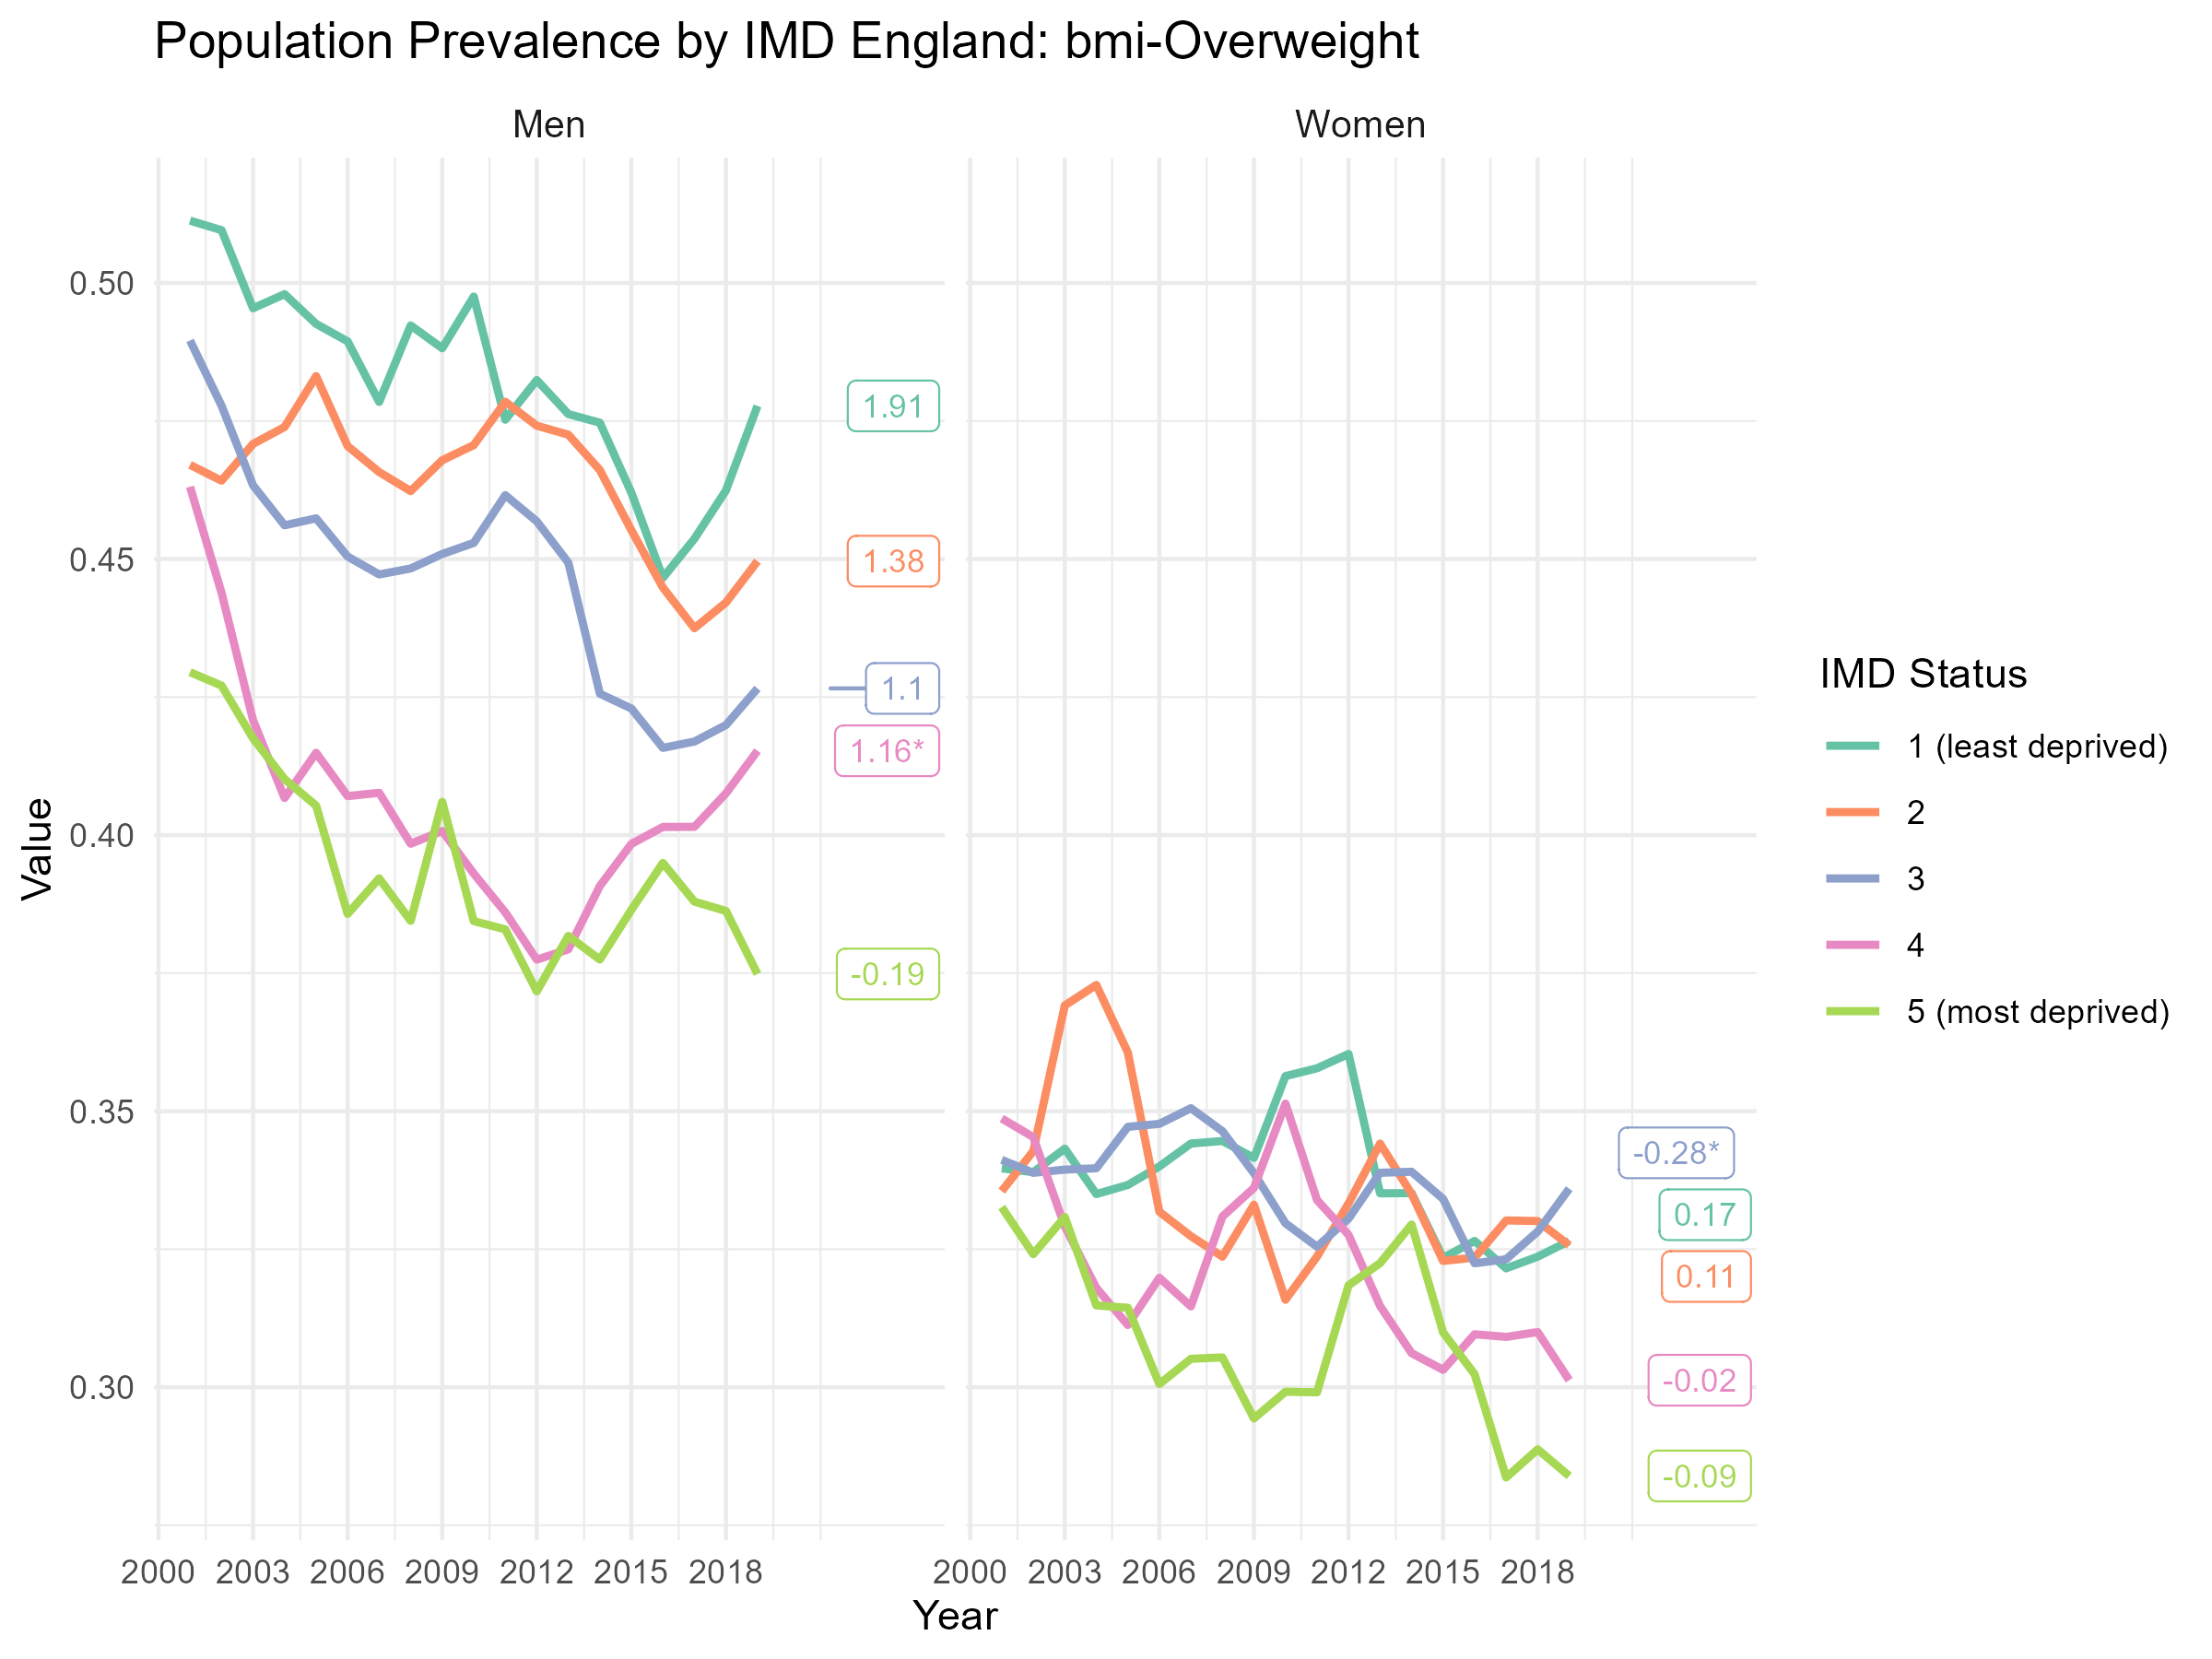 Population Prevalence by IMD England: bmi-Overweight
Men
Women
Value
0.50
0.45
0.40
0.35
0.30
1.91
1.38
1.1
1.16*
-0.19
-0.28*
0.17
0.11
-0.02
-0.09
2000 2003 2006 2009 2012 2015 2018
2000 2003 2006 2009 2012 2015 2018
Year
IMD Status
1 (least deprived)
2
3
4
5 (most deprived)